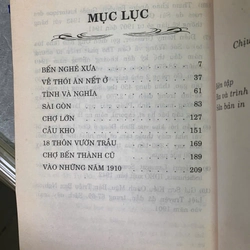 MỤC LỤC
BẾN NGHÉ XƯA 7
VỀ THÓI ĂN NẾT Ở 37
TÌNH VÀ NGHĨA 61
SÀI GÒN 83
CHỢ LỚN 127
CẦU KHO 151
18 THÔN VƯỜN TRẦU 169
CHỢ BẾN THÀNH CŨ 189
VÀO NHỮNG NĂM 1910 209